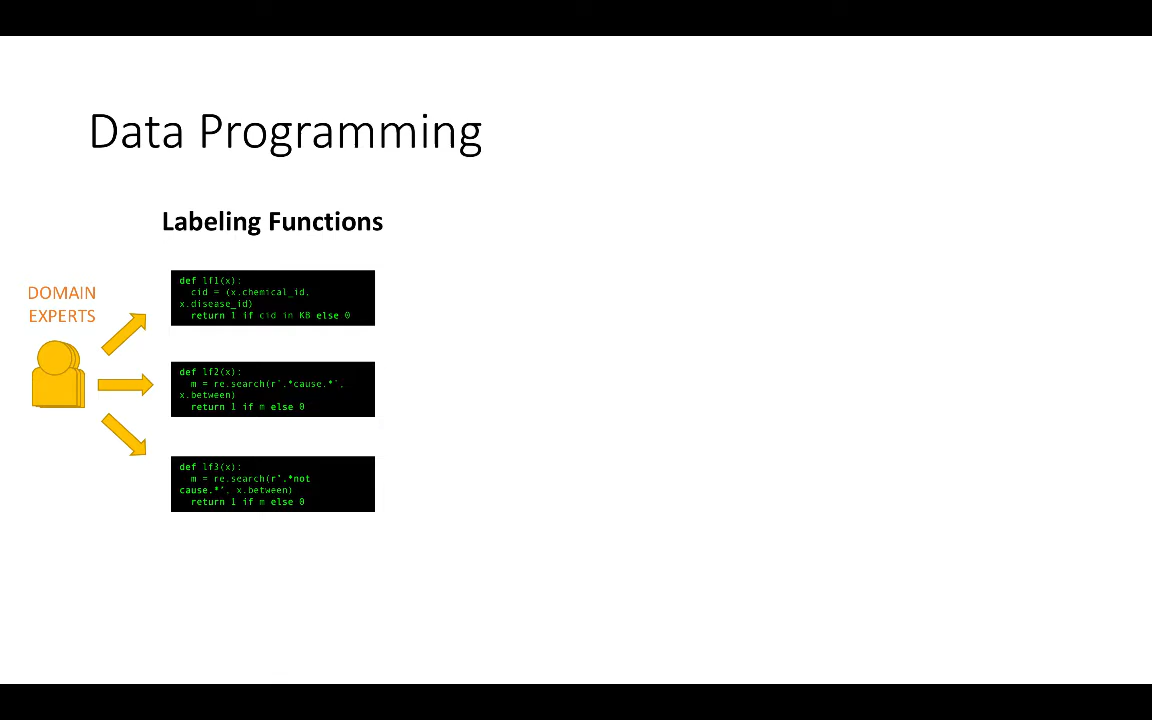 Data Programming
Labeling Functions
DOMAIN
EXPERTS
def lf1(x):
cid = (x.chemical_id,
x.disease_id)
return 1 if cid in KB else 0
def lf2(x):
m = re.search(r'.*cause.*',
x.between)
return 1 if m else 0
def lf3(x):
m = re.search(r'.*not
cause.*', x.between)
return 1 if m else 0